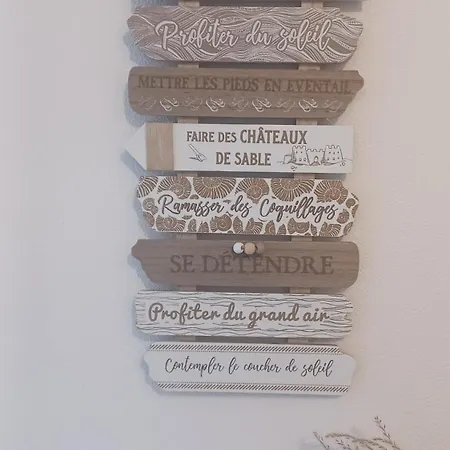 Profiter du soleil
METTRE LES PIEDS EN EVENTAIL
FAIRE DES CHÂTEAUX
DE SABLE
Ramasser des Coquillages
SE DÉTENDRE
Profiter du grand air
Contempler le coucher de soleil